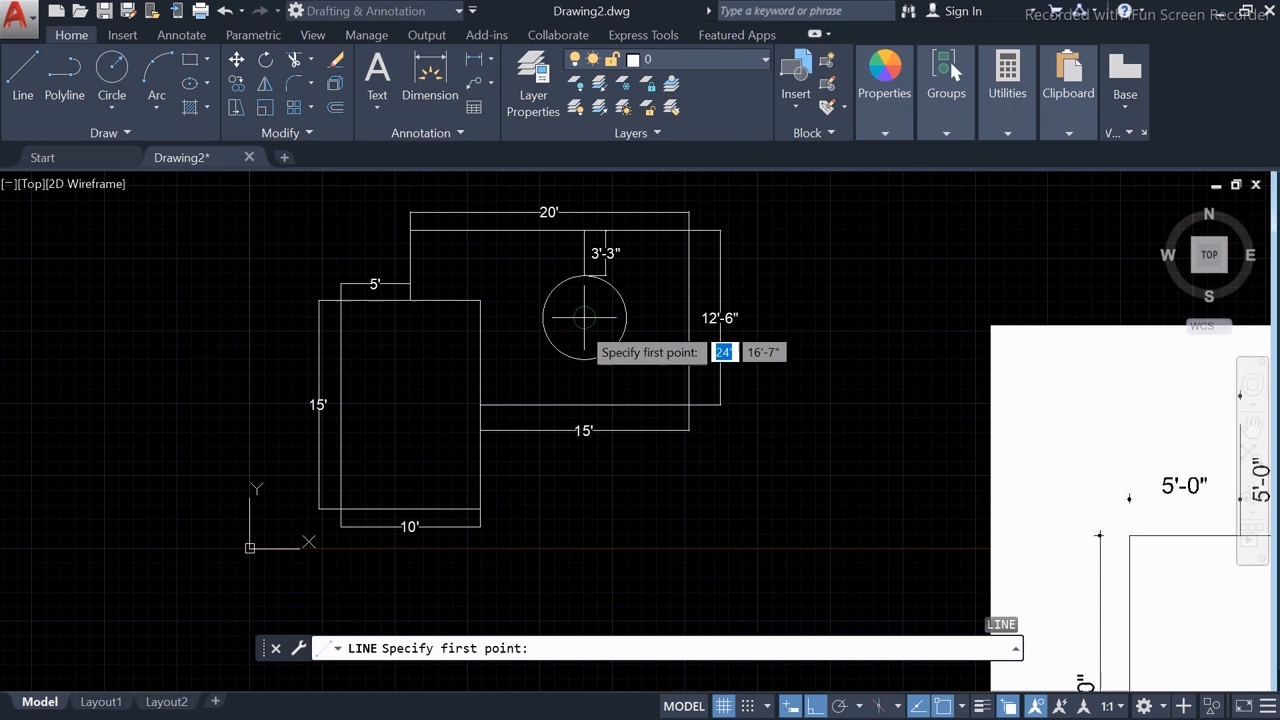 Drafting & Annotation
Drawing2.dwg
Type a keyword or phrase
Sign In
Recorded with iFun Screen Recorder
Home Insert Annotate Parametric View Manage Output Add-ins Collaborate Express Tools Featured Apps
0
Line Polyline Circle Arc Text Dimension Layer Properties Insert Properties Groups Utilities Clipboard Base
Draw Modify Annotation Layers Block V...
Start Drawing2*
[−][Top][2D Wireframe]
N
W TOP E
S
WCS
20'
3'-3"
5'
12'-6"
Specify first point: 24' 16'-7"
15'
15'
10'
Y
X
5'-0"
5'-0"
0"
LINE
LINE Specify first point:
Model Layout1 Layout2
MODEL
1:1